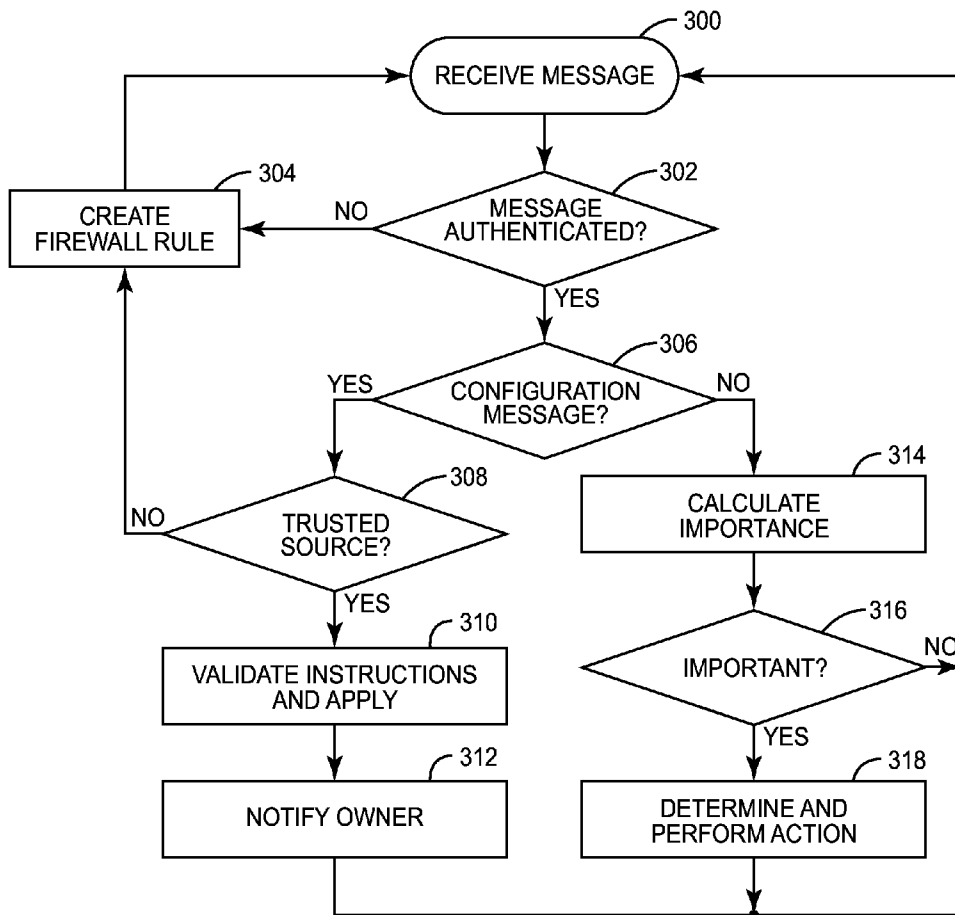 300
RECEIVE MESSAGE
302
MESSAGE
AUTHENTICATED?
NO
304
CREATE
FIREWALL RULE
YES
306
CONFIGURATION
MESSAGE?
YES
NO
308
TRUSTED
SOURCE?
NO
YES
314
CALCULATE
IMPORTANCE
310
VALIDATE INSTRUCTIONS
AND APPLY
316
IMPORTANT?
NO
YES
312
NOTIFY OWNER
318
DETERMINE AND
PERFORM ACTION